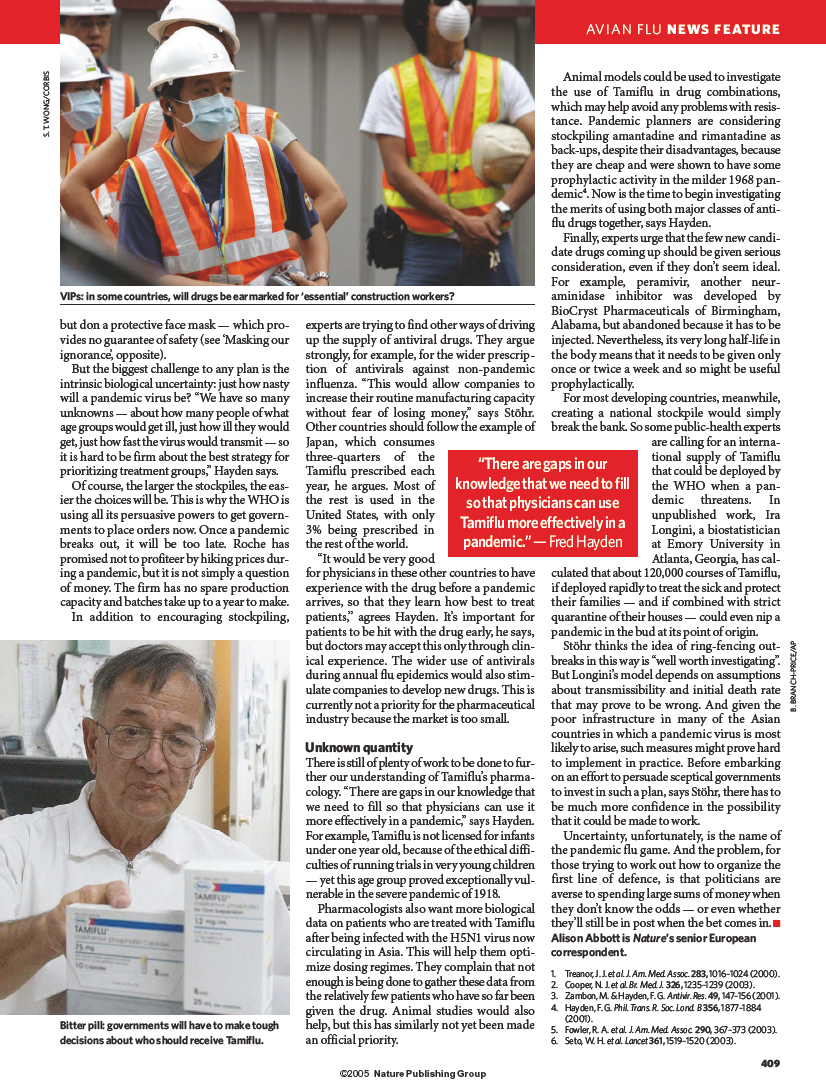 AVIAN FLU NEWS FEATURE
S. T. WONG/CORBIS
VIPs: in some countries, will drugs be earmarked for ‘essential’ construction workers?
but don a protective face mask — which pro-
vides no guarantee of safety (see ‘Masking our
ignorance’, opposite).
But the biggest challenge to any plan is the
intrinsic biological uncertainty: just how nasty
will a pandemic virus be? “We have so many
unknowns — about how many people of what
age groups would get ill, just how ill they would
get, just how fast the virus would transmit — so
it is hard to be firm about the best strategy for
prioritizing treatment groups,” Hayden says.
Of course, the larger the stockpiles, the eas-
ier the choices will be. This is why the WHO is
using all its persuasive powers to get govern-
ments to place orders now. Once a pandemic
breaks out, it will be too late. Roche has
promised not to profiteer by hiking prices dur-
ing a pandemic, but it is not simply a question
of money. The firm has no spare production
capacity and batches take up to a year to make.
In addition to encouraging stockpiling,
Roche
TAMIFLU
75 mg
10 Capsules
Roche
TAMIFLU
for Oral Suspension
12 mg/mL
25 mL
Bitter pill: governments will have to make tough
decisions about who should receive Tamiflu.
experts are trying to find other ways of driving
up the supply of antiviral drugs. They argue
strongly, for example, for the wider prescrip-
tion of antivirals against non-pandemic
influenza. “This would allow companies to
increase their routine manufacturing capacity
without fear of losing money,” says Stöhr.
Other countries should follow the example of
Japan, which consumes
three-quarters of the
Tamiflu prescribed each
year, he argues. Most of
the rest is used in the
United States, with only
3% being prescribed in
the rest of the world.
“It would be very good
for physicians in these other countries to have
experience with the drug before a pandemic
arrives, so that they learn how best to treat
patients,” agrees Hayden. It’s important for
patients to be hit with the drug early, he says,
but doctors may accept this only through clin-
ical experience. The wider use of antivirals
during annual flu epidemics would also stim-
ulate companies to develop new drugs. This is
currently not a priority for the pharmaceutical
industry because the market is too small.
Unknown quantity
There is still of plenty of work to be done to fur-
ther our understanding of Tamiflu’s pharma-
cology. “There are gaps in our knowledge that
we need to fill so that physicians can use it
more effectively in a pandemic,” says Hayden.
For example, Tamiflu is not licensed for infants
under one year old, because of the ethical diffi-
culties of running trials in very young children
— yet this age group proved exceptionally vul-
nerable in the severe pandemic of 1918.
Pharmacologists also want more biological
data on patients who are treated with Tamiflu
after being infected with the H5N1 virus now
circulating in Asia. This will help them opti-
mize dosing regimes. They complain that not
enough is being done to gather these data from
the relatively few patients who have so far been
given the drug. Animal studies would also
help, but this has similarly not yet been made
an official priority.
“There are gaps in our
knowledge that we need to fill
so that physicians can use
Tamiflu more effectively in a
pandemic.” — Fred Hayden
Animal models could be used to investigate
the use of Tamiflu in drug combinations,
which may help avoid any problems with resis-
tance. Pandemic planners are considering
stockpiling amantadine and rimantadine as
back-ups, despite their disadvantages, because
they are cheap and were shown to have some
prophylactic activity in the milder 1968 pan-
demic⁴. Now is the time to begin investigating
the merits of using both major classes of anti-
flu drugs together, says Hayden.
Finally, experts urge that the few new candi-
date drugs coming up should be given serious
consideration, even if they don’t seem ideal.
For example, peramivir, another neur-
aminidase inhibitor was developed by
BioCryst Pharmaceuticals of Birmingham,
Alabama, but abandoned because it has to be
injected. Nevertheless, its very long half-life in
the body means that it needs to be given only
once or twice a week and so might be useful
prophylactically.
For most developing countries, meanwhile,
creating a national stockpile would simply
break the bank. So some public-health experts
are calling for an interna-
tional supply of Tamiflu
that could be deployed by
the WHO when a pan-
demic threatens. In
unpublished work, Ira
Longini, a biostatistician
at Emory University in
Atlanta, Georgia, has cal-
culated that about 120,000 courses of Tamiflu,
if deployed rapidly to treat the sick and protect
their families — and if combined with strict
quarantine of their houses — could even nip a
pandemic in the bud at its point of origin.
Stöhr thinks the idea of ring-fencing out-
breaks in this way is “well worth investigating”.
But Longini’s model depends on assumptions
about transmissibility and initial death rate
that may prove to be wrong. And given the
poor infrastructure in many of the Asian
countries in which a pandemic virus is most
likely to arise, such measures might prove hard
to implement in practice. Before embarking
on an effort to persuade sceptical governments
to invest in such a plan, says Stöhr, there has to
be much more confidence in the possibility
that it could be made to work.
Uncertainty, unfortunately, is the name of
the pandemic flu game. And the problem, for
those trying to work out how to organize the
first line of defence, is that politicians are
averse to spending large sums of money when
they don’t know the odds — or even whether
they’ll still be in post when the bet comes in. ■
Alison Abbott is Nature’s senior European
correspondent.
1. Treanor, J. J. et al. J. Am. Med. Assoc. 283, 1016–1024 (2000).
2. Cooper, N. J. et al. Br. Med. J. 326, 1235–1239 (2003).
3. Zambon, M. & Hayden, F. G. Antivir. Res. 49, 147–156 (2001).
4. Hayden, F. G. Phil. Trans. R. Soc. Lond. B 356, 1877–1884
(2001).
5. Fowler, R. A. et al. J. Am. Med. Assoc. 290, 367–373 (2003).
6. Seto, W. H. et al. Lancet 361, 1519–1520 (2003).
B. BRANCH-PRICE/AP
409
©2005 Nature Publishing Group